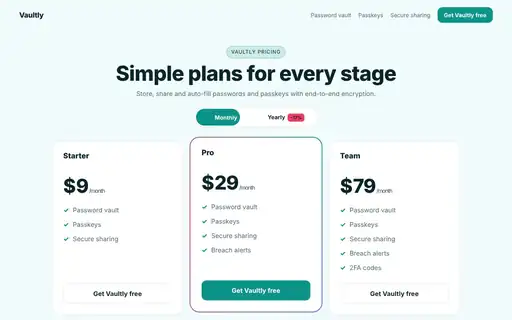 Vaultly
Password vault Passkeys Secure sharing Get Vaultly free
VAULTLY PRICING
Simple plans for every stage
Store, share and auto-fill passwords and passkeys with end-to-end encryption.
Monthly Yearly
Starter
$9/month
✓ Password vault
✓ Passkeys
✓ Secure sharing
Get Vaultly free
Pro
$29/month
✓ Password vault
✓ Passkeys
✓ Secure sharing
✓ Breach alerts
Get Vaultly free
Team
$79/month
✓ Password vault
✓ Passkeys
✓ Secure sharing
✓ Breach alerts
✓ 2FA codes
Get Vaultly free